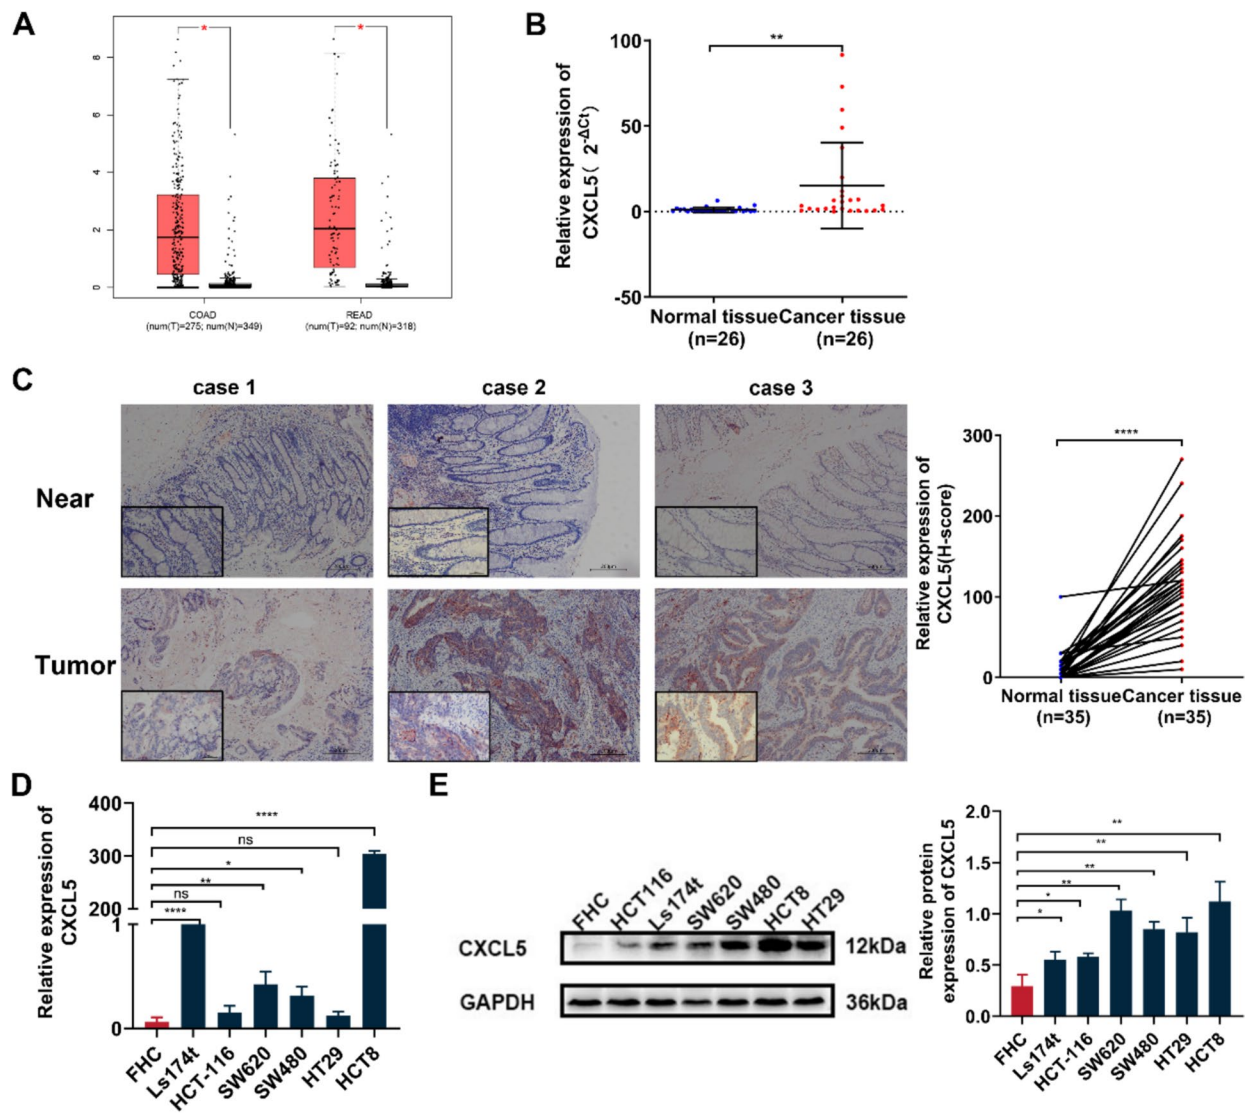 A
*
*
8
6
4
2
0
COAD
(num(T)=275; num(N)=349)
READ
(num(T)=92; num(N)=318)
B
Relative expression of
CXCL5( 2-ΔCt)
100
50
0
-50
**
Normal tissue
(n=26)
Cancer tissue
(n=26)
C
case 1
case 2
case 3
Near
Tumor
Relative expression of
CXCL5(H-score)
300
200
100
0
****
Normal tissue
(n=35)
Cancer tissue
(n=35)
D
Relative expression of
CXCL5
400
300
200
1
0
****
ns
*
**
ns
****
FHC
Ls174t
HCT-116
SW620
SW480
HT29
HCT8
E
FHC
HCT116
Ls174t
SW620
SW480
HCT8
HT29
CXCL5
12kDa
GAPDH
36kDa
Relative protein
expression of CXCL5
2.0
1.5
1.0
0.5
0.0
**
**
**
**
*
*
FHC
Ls174t
HCT-116
SW620
SW480
HT29
HCT8